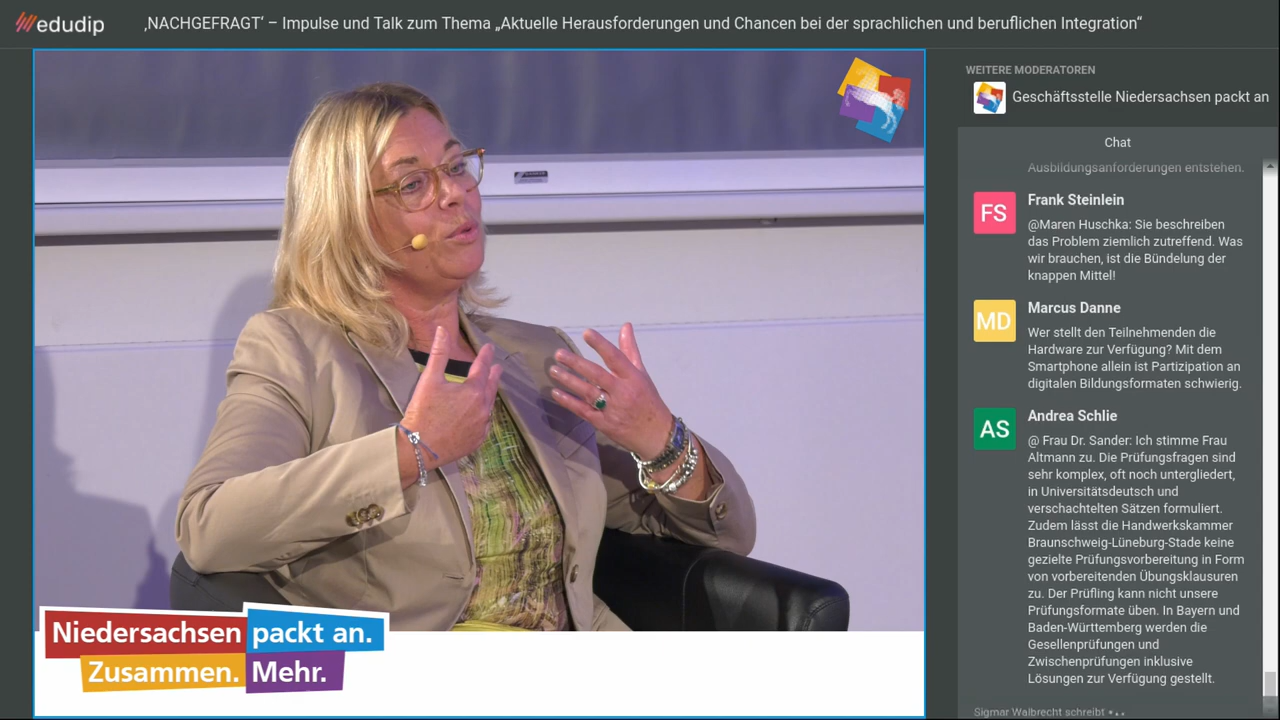 edudip
‚NACHGEFRAGT‘ – Impulse und Talk zum Thema „Aktuelle Herausforderungen und Chancen bei der sprachlichen und beruflichen Integration“
Niedersachsen packt an.
Zusammen. Mehr.
WEITERE MODERATOREN
Geschäftsstelle Niedersachsen packt an
Chat
Ausbildungsanforderungen entstehen.
FS
Frank Steinlein
@Maren Huschka: Sie beschreiben
das Problem ziemlich zutreffend. Was
wir brauchen, ist die Bündelung der
knappen Mittel!
MD
Marcus Danne
Wer stellt den Teilnehmenden die
Hardware zur Verfügung? Mit dem
Smartphone allein ist Partizipation an
digitalen Bildungsformaten schwierig.
AS
Andrea Schlie
@ Frau Dr. Sander: Ich stimme Frau
Altmann zu. Die Prüfungsfragen sind
sehr komplex, oft noch untergliedert,
in Universitätsdeutsch und
verschachtelten Sätzen formuliert.
Zudem lässt die Handwerkskammer
Braunschweig-Lüneburg-Stade keine
gezielte Prüfungsvorbereitung in Form
von vorbereitenden Übungsklausuren
zu. Der Prüfling kann nicht unsere
Prüfungsformate üben. In Bayern und
Baden-Württemberg werden die
Gesellenprüfungen und
Zwischenprüfungen inklusive
Lösungen zur Verfügung gestellt.
Sigmar Walbrecht schreibt